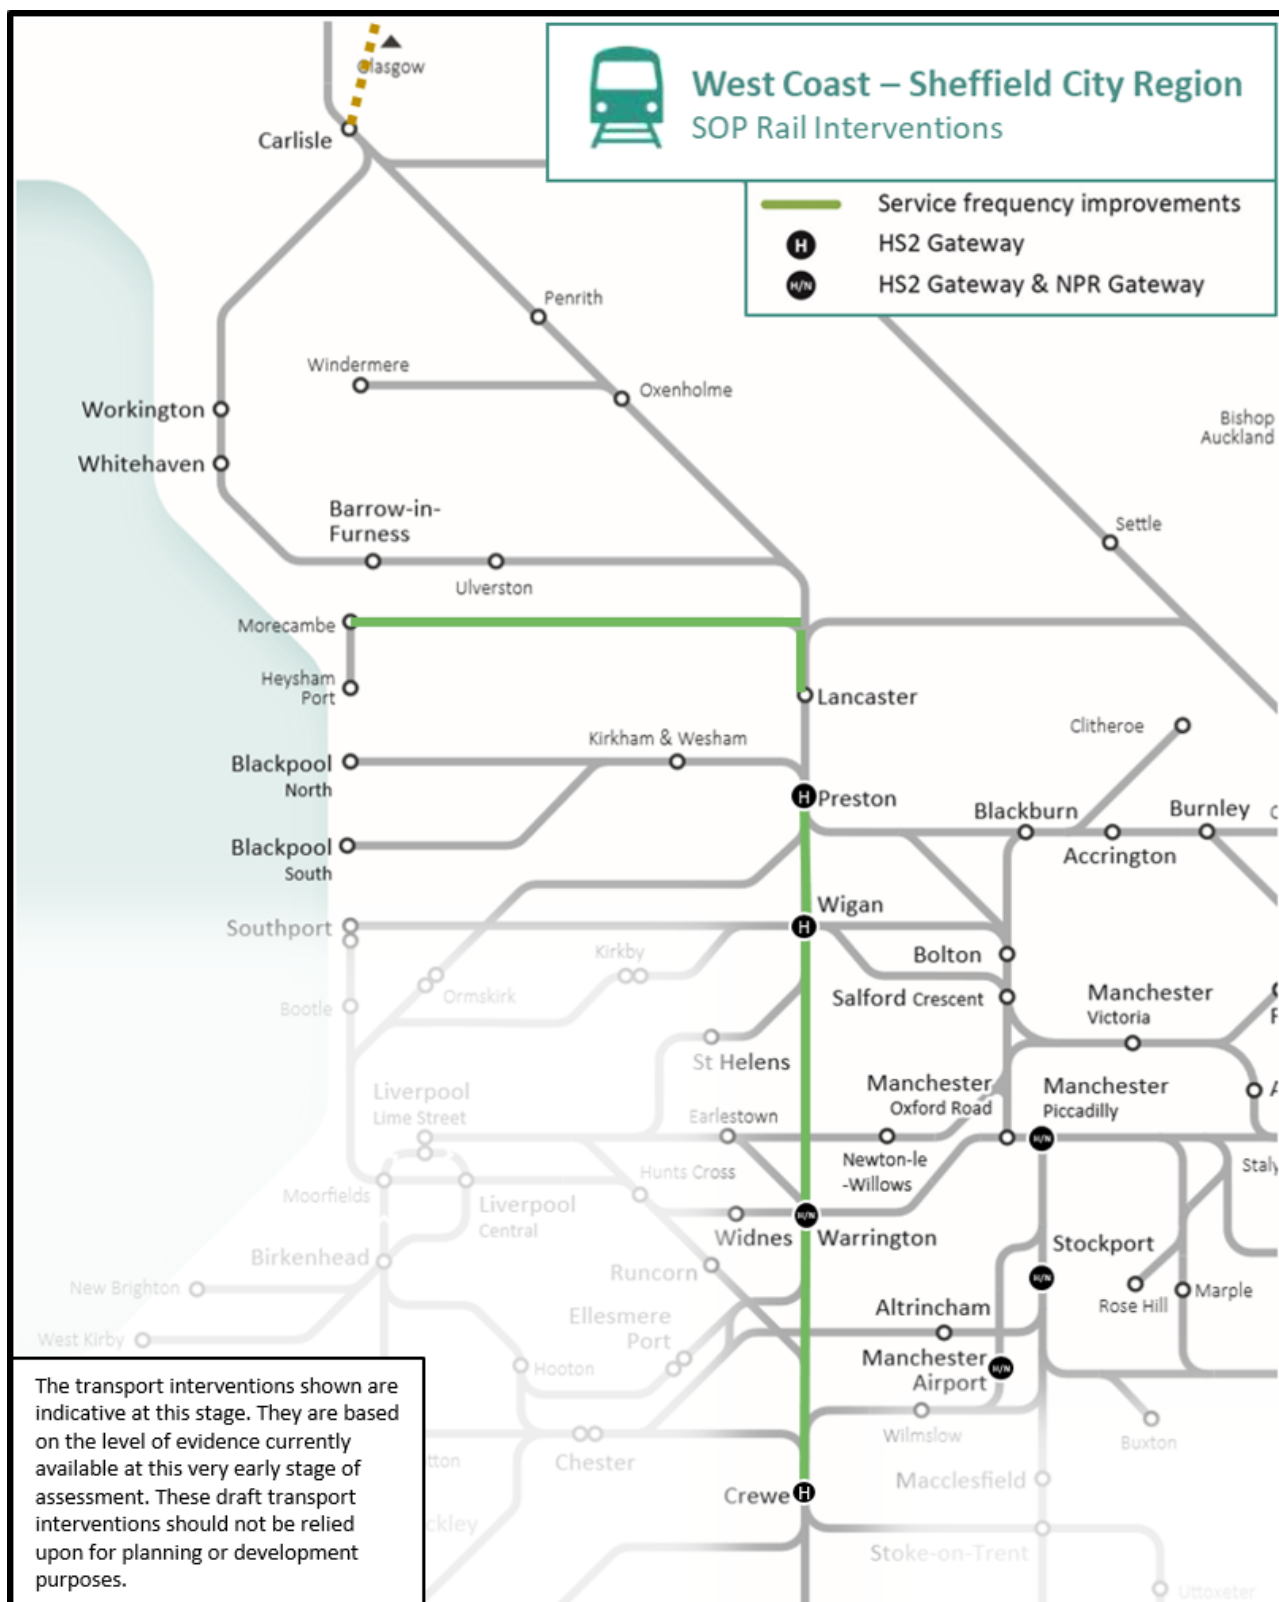 Glasgow
West Coast – Sheffield City Region
SOP Rail Interventions
Carlisle
Service frequency improvements
H
HS2 Gateway
H/N
HS2 Gateway & NPR Gateway
Penrith
Windermere
Oxenholme
Workington
Bishop
Auckland
Whitehaven
Barrow-in-
Furness
Settle
Ulverston
Morecambe
Heysham
Port
Lancaster
Clitheroe
Kirkham & Wesham
Blackpool
North
H
Preston
Blackburn
Burnley
Accrington
Blackpool
South
Wigan
Southport
H
Kirkby
Bolton
Ormskirk
Salford Crescent
Manchester
Victoria
Bootle
St Helens
Liverpool
Lime Street
Manchester
Oxford Road
Manchester
Piccadilly
Earlestown
H/N
Hunts Cross
Newton-le
-Willows
Staly
Moorfields
Liverpool
Central
Widnes
H/N
Warrington
Stockport
Birkenhead
Runcorn
H/N
New Brighton
Rose Hill
Marple
Ellesmere
Port
Altrincham
West Kirby
Manchester
Airport
H/N
Hooton
The transport interventions shown are
indicative at this stage. They are based
on the level of evidence currently
available at this very early stage of
assessment. These draft transport
interventions should not be relied
upon for planning or development
purposes.
Wilmslow
Buxton
tton
Chester
Macclesfield
Crewe
H
ckley
Stoke-on-Trent
Uttoxeter